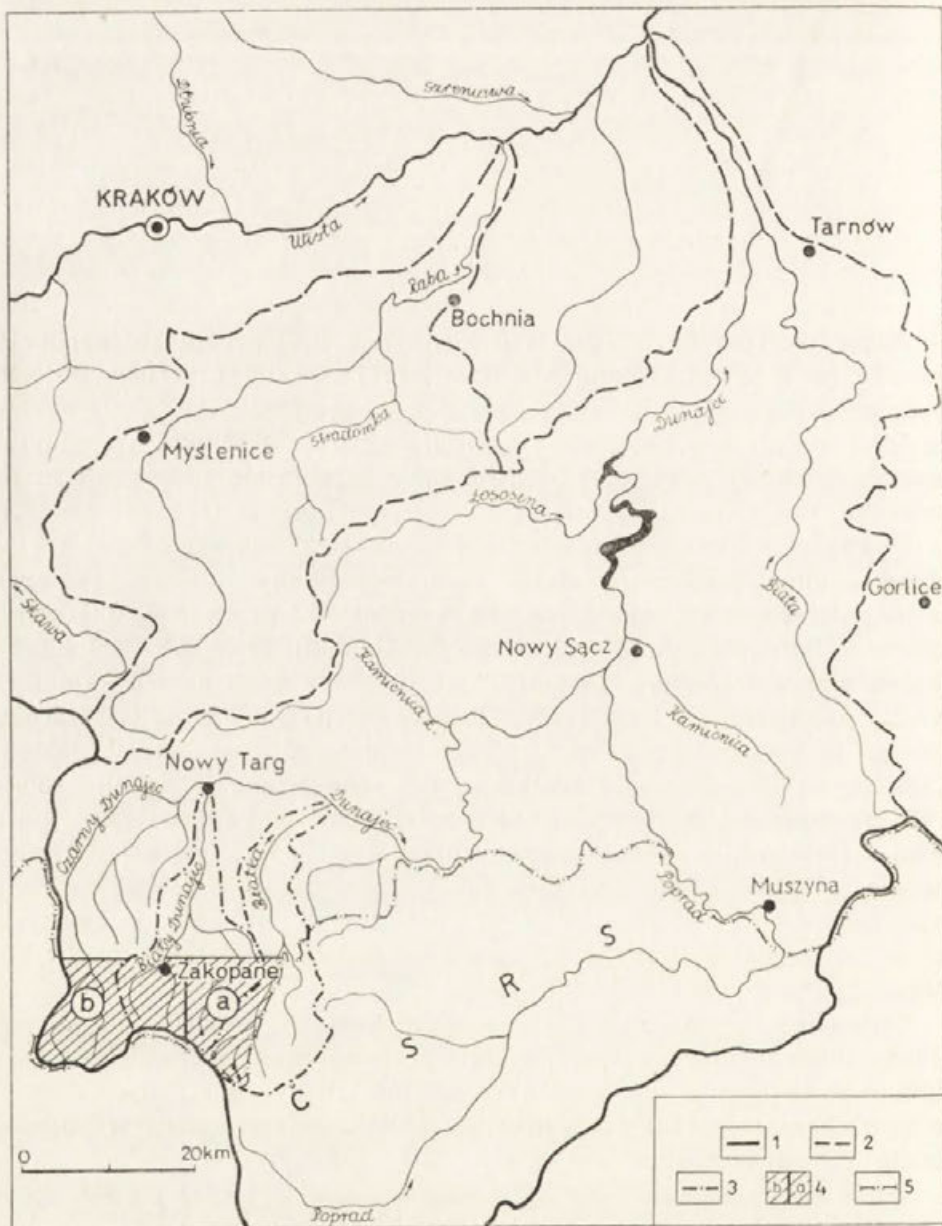 Szreniawa
Dłubnia
KRAKÓW
Wisła
Tarnów
Raba
Bochnia
Dunajec
Stradomka
Myślenice
Łososina
Biała
Gorlice
Skawa
Nowy Sącz
Kamienica Ł.
Kamienica
Nowy Targ
Czarny Dunajec
Dunajec
Białka
Biały Dunajec
Poprad
Muszyna
S
R
Zakopane
b
a
S
Č
0
20km
Poprad
1
2
3
b
a
4
5